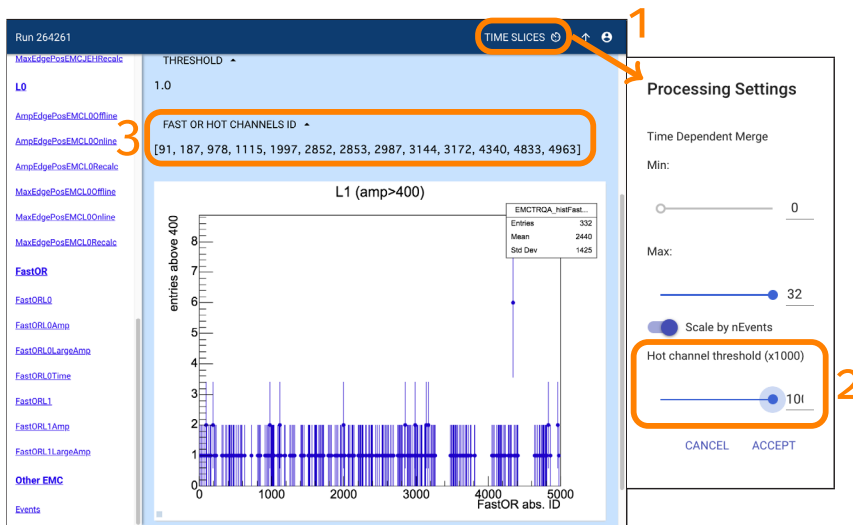 1
Run 264261
TIME SLICES
MaxEdgePosEMCJEHRecalc
L0
AmpEdgePosEMCL0Offline
AmpEdgePosEMCL0Online
AmpEdgePosEMCL0Recalc
MaxEdgePosEMCL0Offline
MaxEdgePosEMCL0Online
MaxEdgePosEMCL0Recalc
FastOR
FastORL0
FastORL0Amp
FastORL0LargeAmp
FastORL0Time
FastORL1
FastORL1Amp
FastORL1LargeAmp
Other EMC
Events
THRESHOLD
1.0
3
FAST OR HOT CHANNELS ID
[91, 187, 978, 1115, 1997, 2852, 2853, 2987, 3144, 3172, 4340, 4833, 4963]
L1 (amp>400)
EMCTRQA_histFast...
Entries 332
Mean 2440
Std Dev 1425
entries above 400
8
7
6
5
4
3
2
1
0
0 1000 2000 3000 4000 5000
FastOR abs. ID
Processing Settings
Time Dependent Merge
Min:
0
Max:
32
Scale by nEvents
Hot channel threshold (x1000)
2
CANCEL ACCEPT